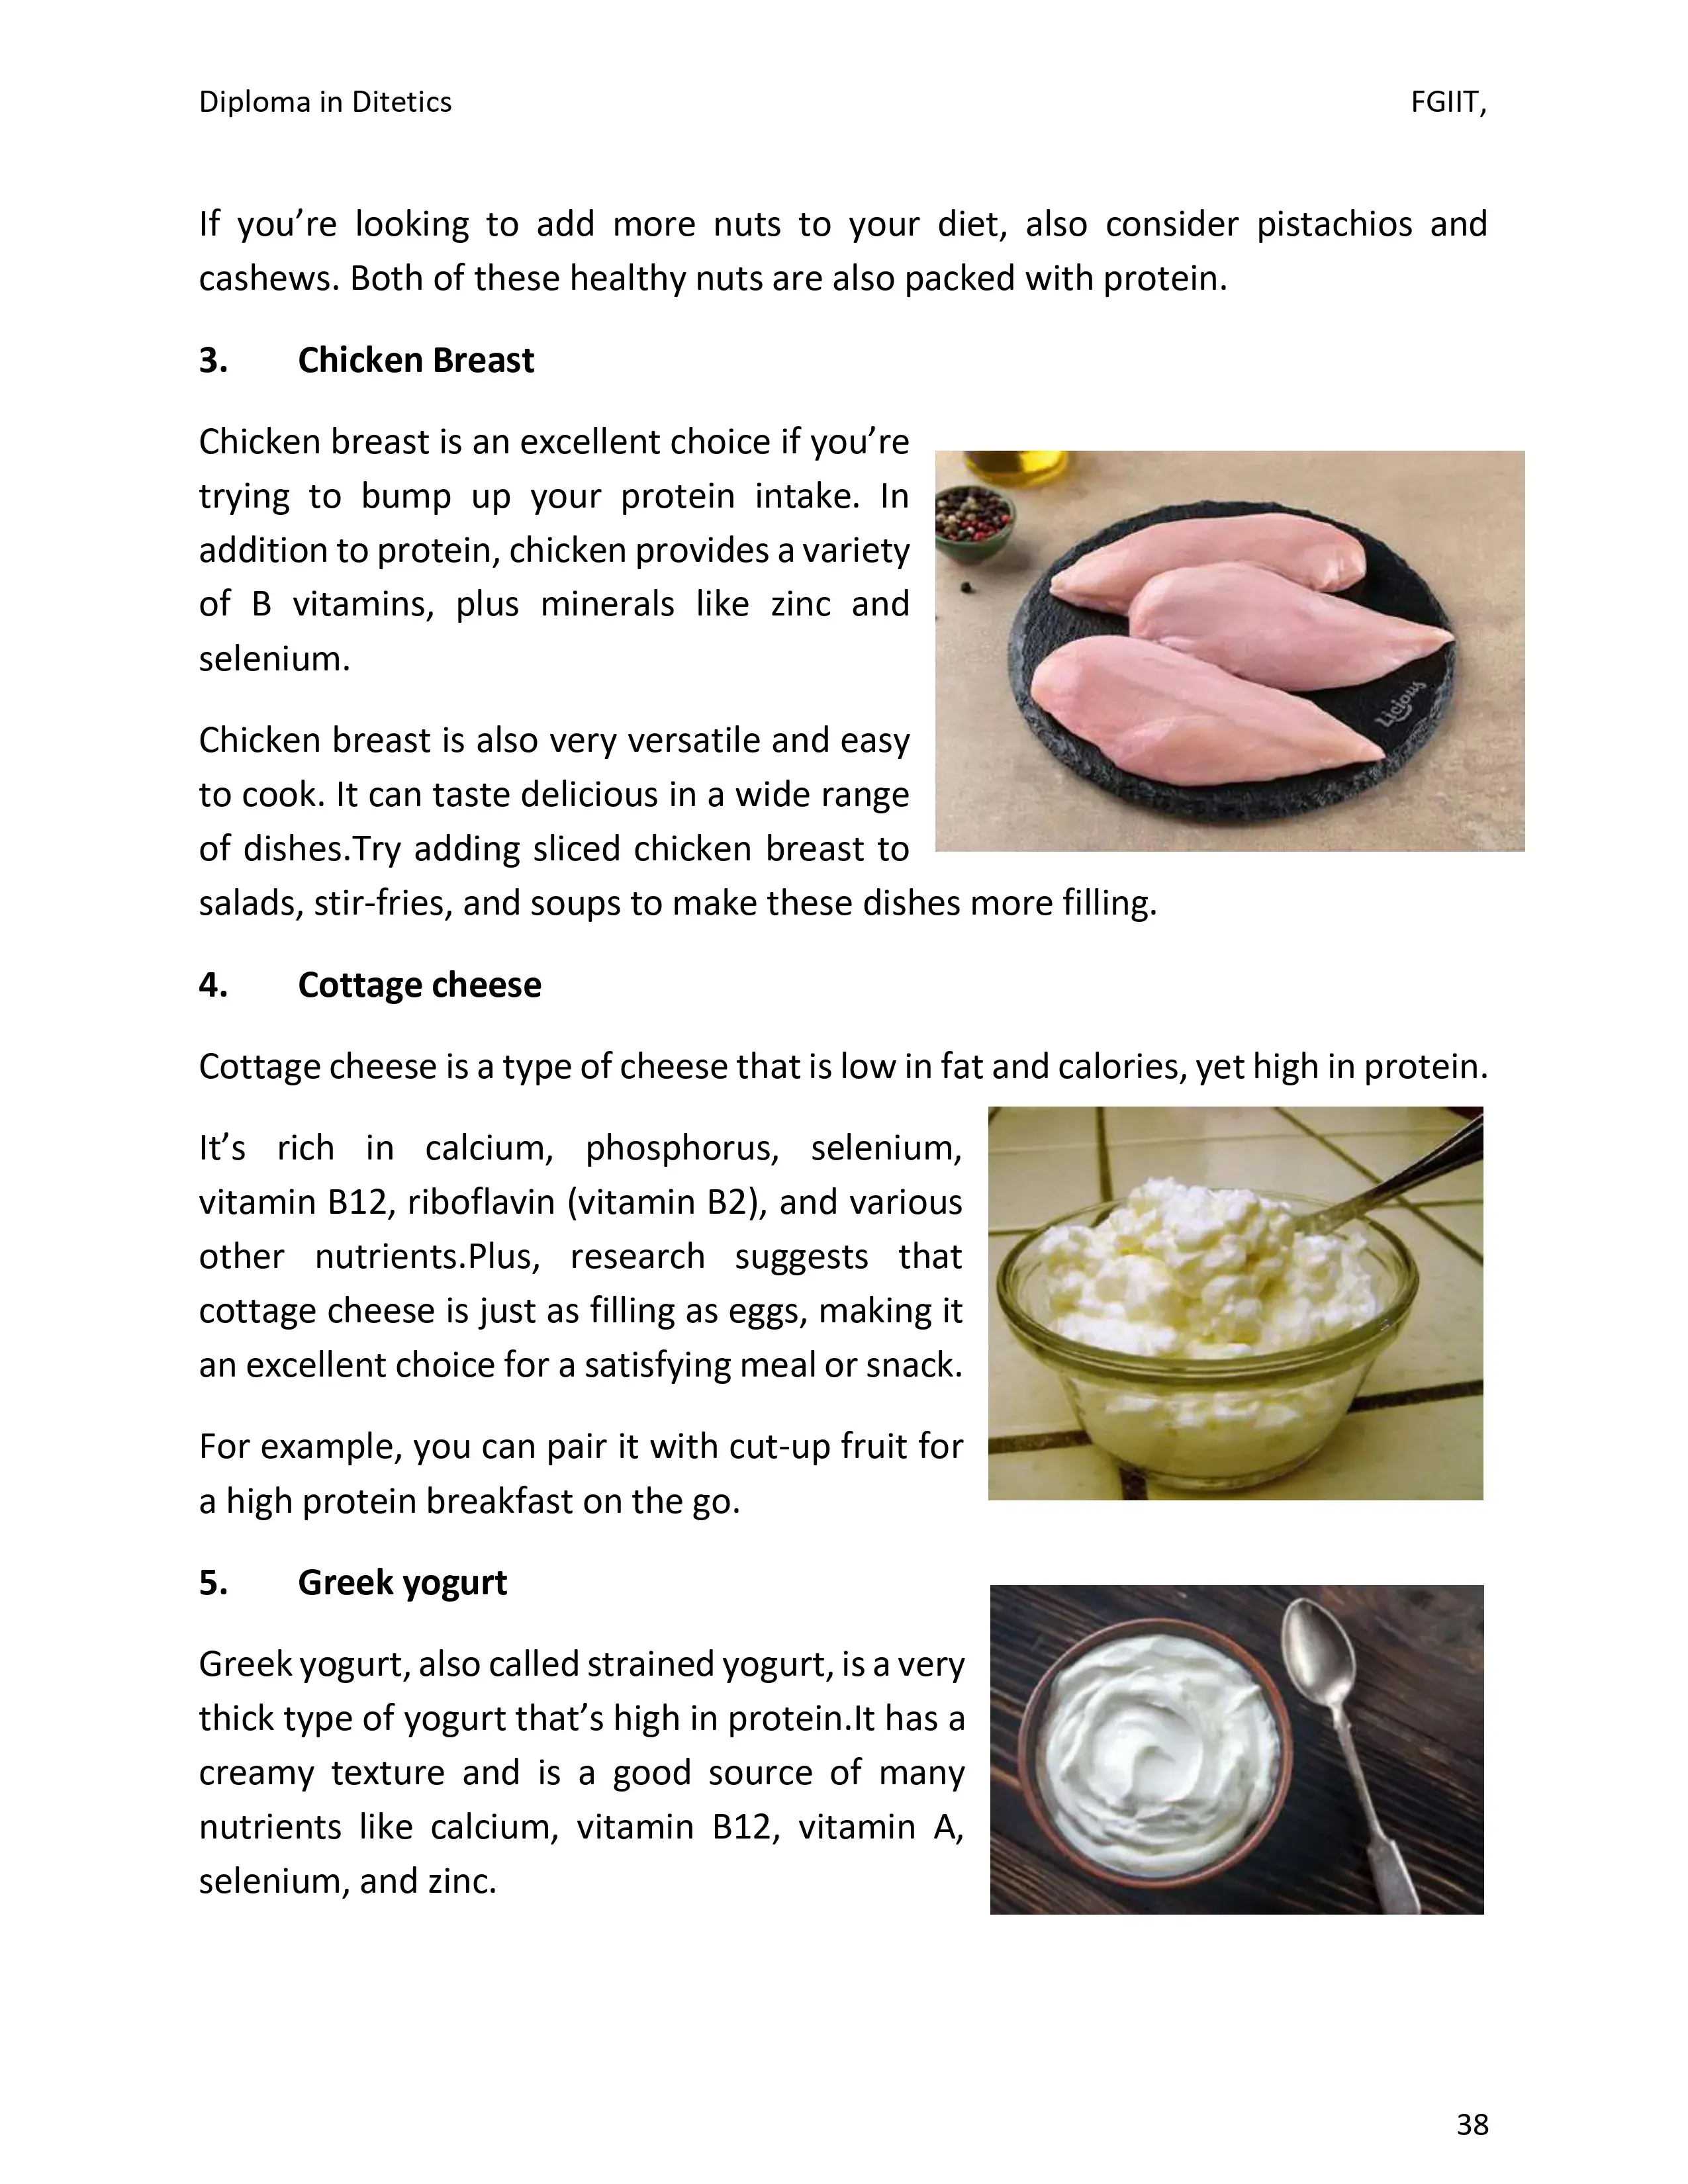 Diploma in Ditetics
FGIIT,
If you’re looking to add more nuts to your diet, also consider pistachios and
cashews. Both of these healthy nuts are also packed with protein.
3. Chicken Breast
Chicken breast is an excellent choice if you’re
trying to bump up your protein intake. In
addition to protein, chicken provides a variety
of B vitamins, plus minerals like zinc and
selenium.
Licious
Chicken breast is also very versatile and easy
to cook. It can taste delicious in a wide range
of dishes.Try adding sliced chicken breast to
salads, stir-fries, and soups to make these dishes more filling.
4. Cottage cheese
Cottage cheese is a type of cheese that is low in fat and calories, yet high in protein.
It’s rich in calcium, phosphorus, selenium,
vitamin B12, riboflavin (vitamin B2), and various
other nutrients.Plus, research suggests that
cottage cheese is just as filling as eggs, making it
an excellent choice for a satisfying meal or snack.
For example, you can pair it with cut-up fruit for
a high protein breakfast on the go.
5. Greek yogurt
Greek yogurt, also called strained yogurt, is a very
thick type of yogurt that’s high in protein.It has a
creamy texture and is a good source of many
nutrients like calcium, vitamin B12, vitamin A,
selenium, and zinc.
38